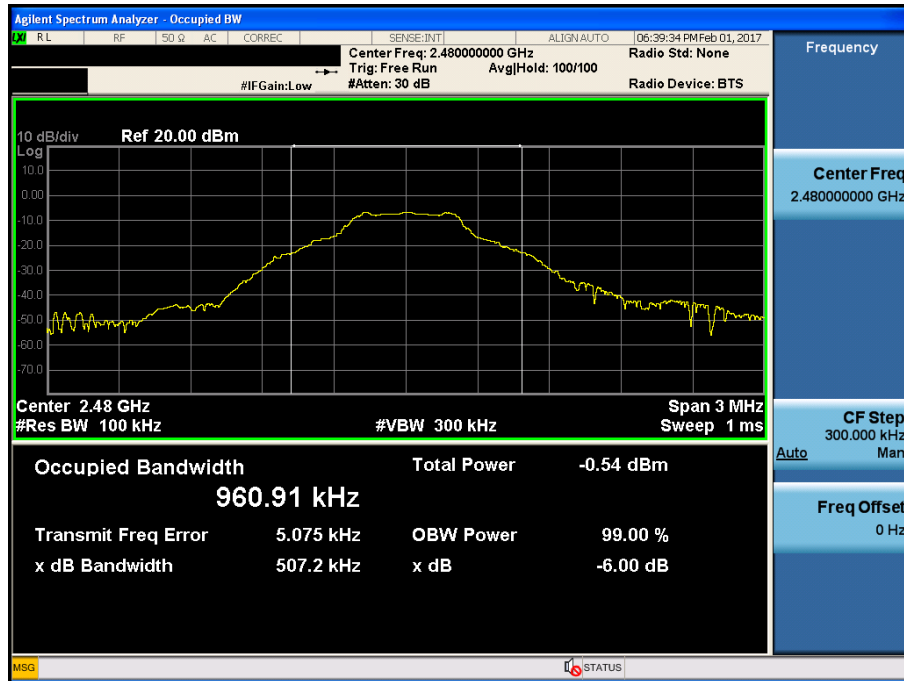 Agilent Spectrum Analyzer - Occupied BW
LXI RL RF 50 Ω AC CORREC SENSE:INT ALIGNAUTO 06:39:34 PMFeb 01, 2017
Center Freq: 2.480000000 GHz Radio Std: None
Trig: Free Run Avg|Hold: 100/100
#IFGain:Low #Atten: 30 dB Radio Device: BTS
10 dB/div Ref 20.00 dBm
Log
10.0
0.00
-10.0
-20.0
-30.0
-40.0
-50.0
-60.0
-70.0
Center 2.48 GHz Span 3 MHz
#Res BW 100 kHz #VBW 300 kHz Sweep 1 ms
Occupied Bandwidth Total Power -0.54 dBm
960.91 kHz
Transmit Freq Error 5.075 kHz OBW Power 99.00 %
x dB Bandwidth 507.2 kHz x dB -6.00 dB
MSG STATUS
Frequency
Center Freq
2.480000000 GHz
CF Step
300.000 kHz
Auto Man
Freq Offset
0 Hz